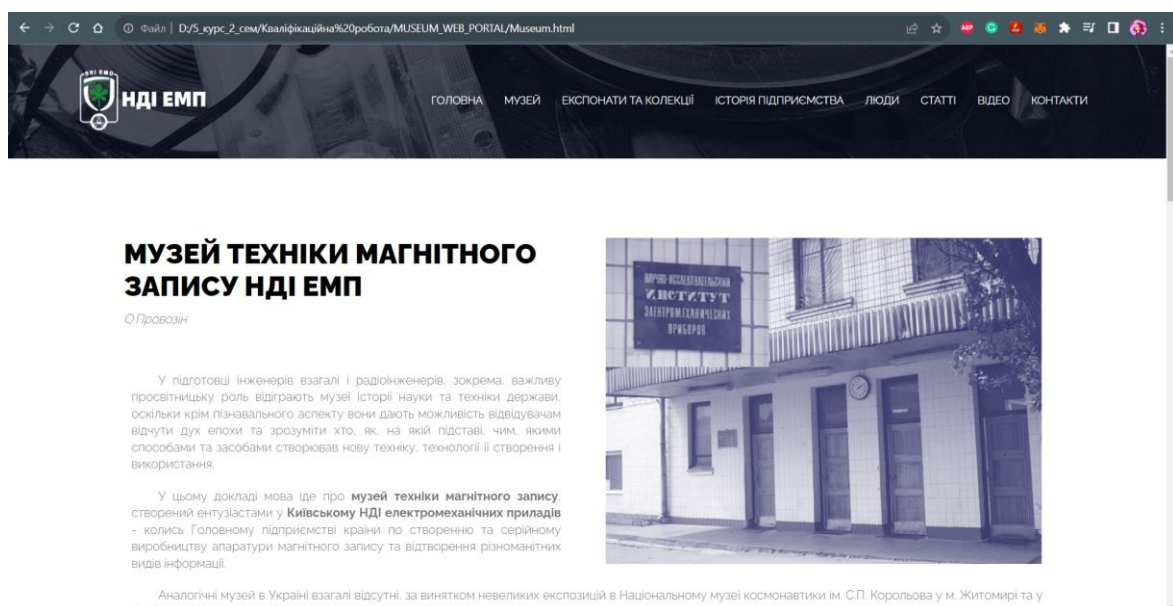 Файл | D:/5_курс_2_сем/Кваліфікаційна%20робота/MUSEUM_WEB_PORTAL/Museum.html
НДІ ЕМП
ГОЛОВНА МУЗЕЙ ЕКСПОНАТИ ТА КОЛЕКЦІЇ ІСТОРІЯ ПІДПРИЄМСТВА ЛЮДИ СТАТТІ ВІДЕО КОНТАКТИ
МУЗЕЙ ТЕХНІКИ МАГНІТНОГО
ЗАПИСУ НДІ ЕМП
О Провозін
НАУЧНО-ИССЛЕДОВАТЕЛЬСКИЙ
ИНСТИТУТ
ЭЛЕКТРОМЕХАНИЧЕСКИХ
ПРИБОРОВ
У підготовці інженерів взагалі і радіоінженерів, зокрема, важливу
просвітницьку роль відіграють музеї історії науки та техніки держави,
оскільки крім пізнавального аспекту вони дають можливість відвідувачам
відчути дух епохи та зрозуміти хто, як, на якій підставі, чим, якими
способами та засобами створював нову техніку, технології її створення і
використання.
У цьому докладі мова іде про музей техніки магнітного запису,
створений ентузіастами у Київському НДІ електромеханічних приладів
- колись Головному підприємстві країни по створенню та серійному
виробництву апаратури магнітного запису та відтворення різноманітних
видів інформації.
Аналогічні музей в Україні взагалі відсутні, за винятком невеликих експозицій в Національному музеї космонавтики ім. С.П. Корольова у м. Житомирі та у